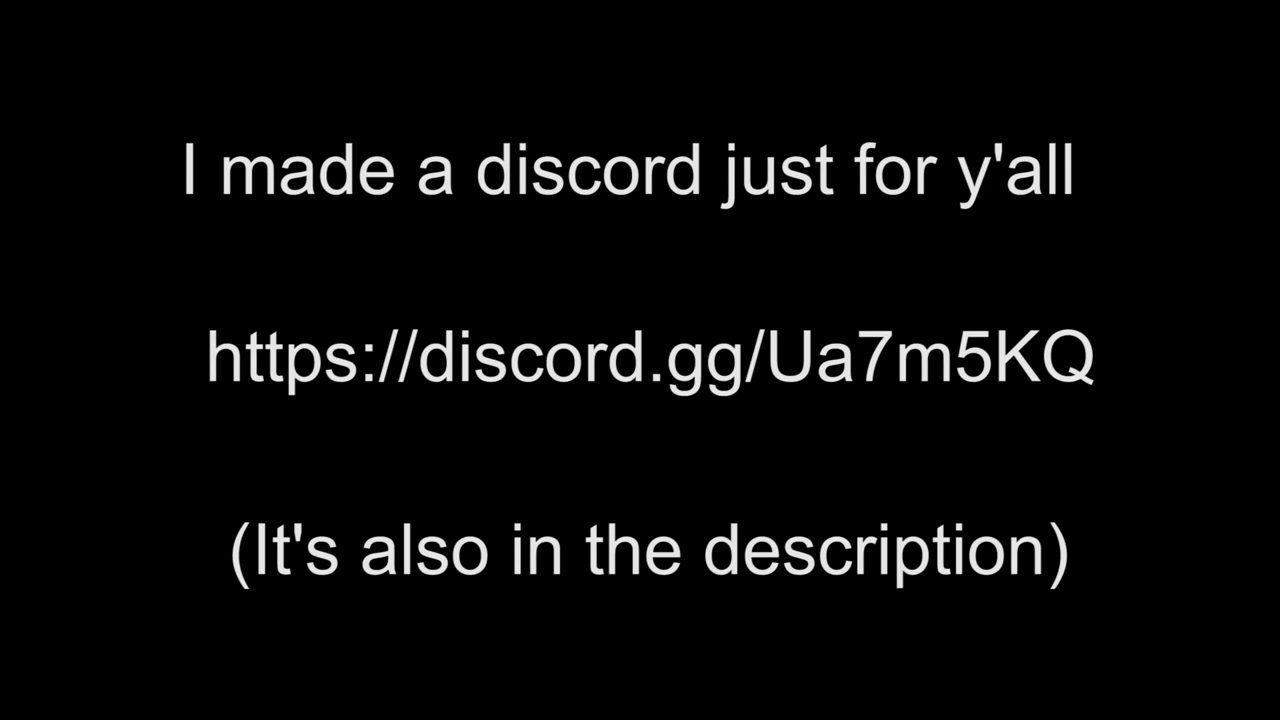 I made a discord just for y'all
https://discord.gg/Ua7m5KQ
(It's also in the description)